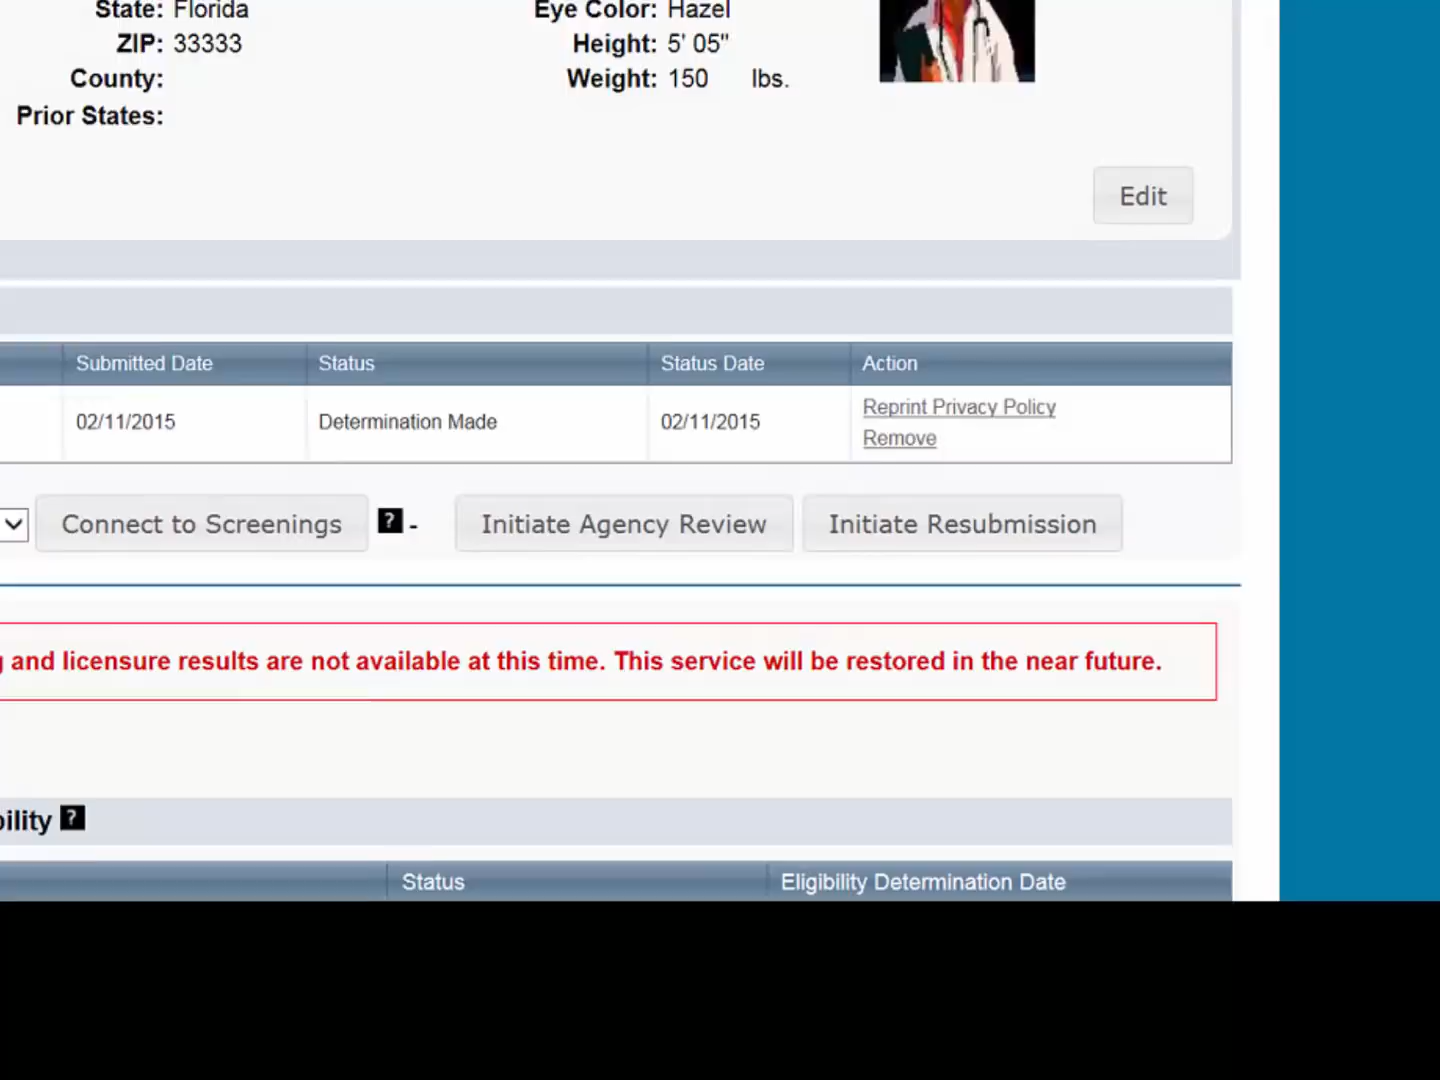 State: Florida Eye Color: Hazel
ZIP: 33333 Height: 5' 05"
County: Weight: 150 lbs.
Prior States:
Edit
Submitted Date Status Status Date Action
02/11/2015 Determination Made 02/11/2015 Reprint Privacy Policy
Remove
Connect to Screenings ? - Initiate Agency Review Initiate Resubmission
and licensure results are not available at this time. This service will be restored in the near future.
bility ?
Status Eligibility Determination Date